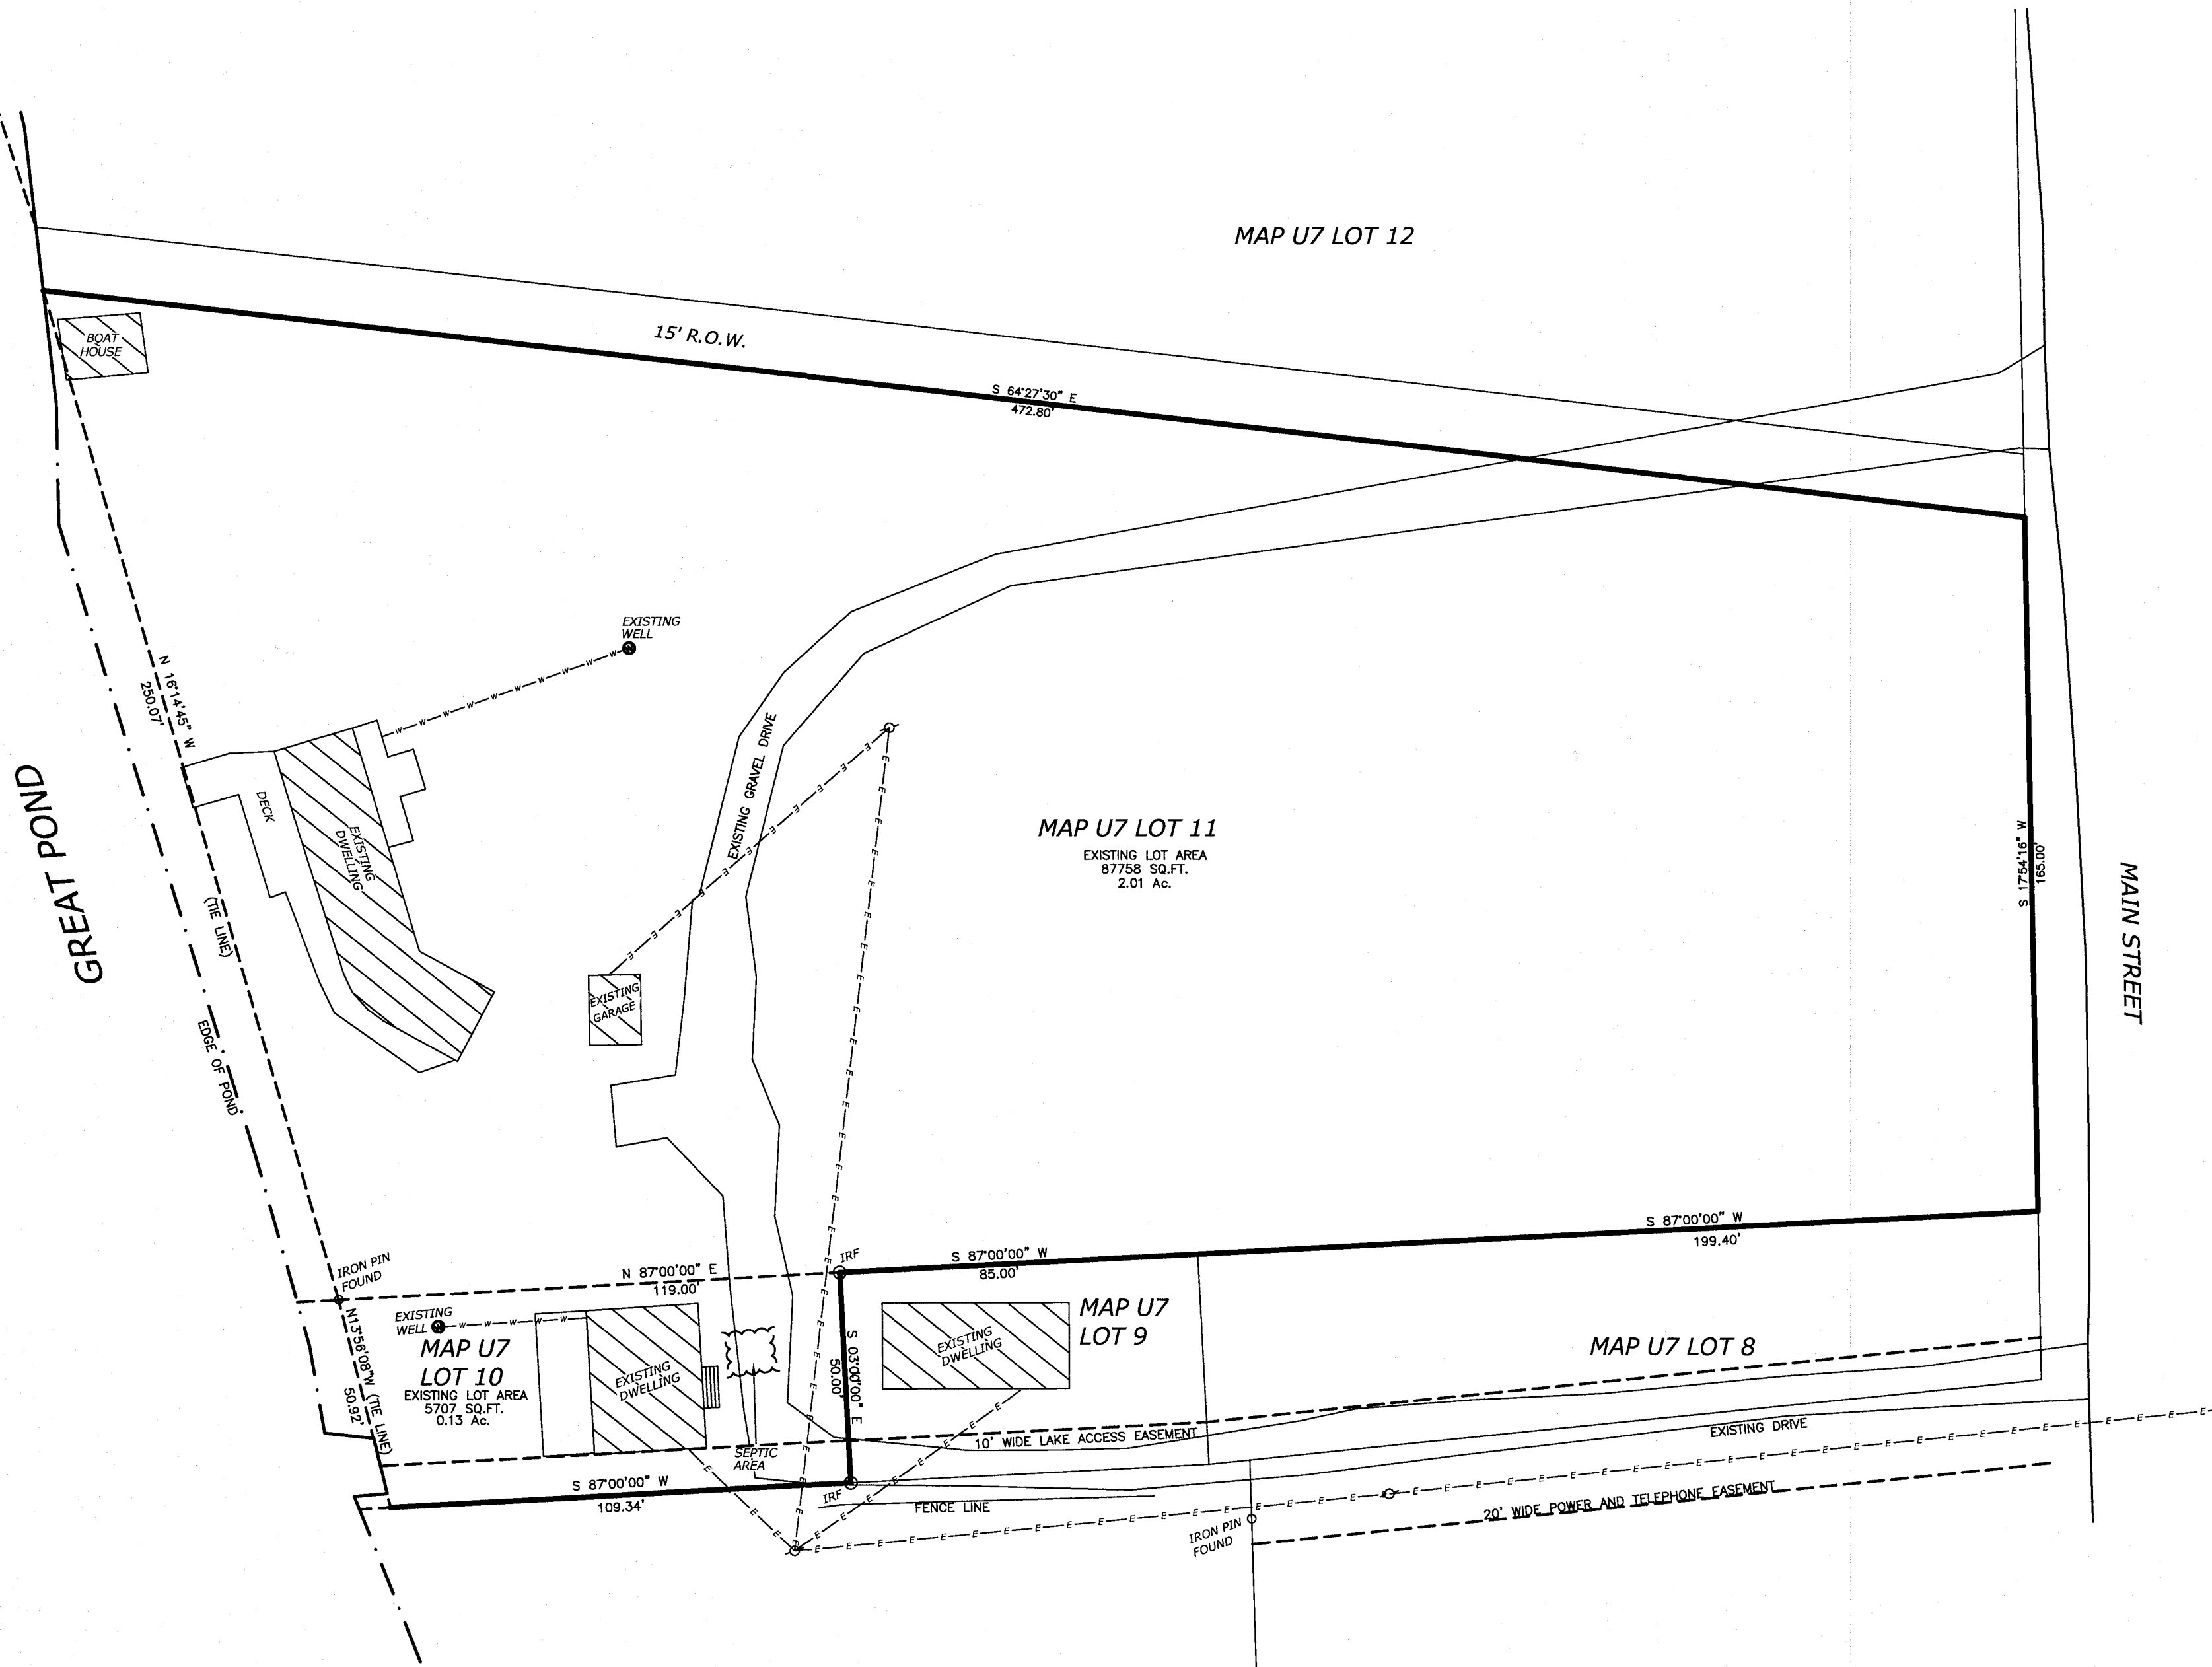 MAP U7 LOT 12
BOAT
HOUSE
15' R.O.W.
S 64°27'30" E
472.80'
EXISTING
WELL
N 16°14'45" W
250.07'
(TIE LINE)
GREAT POND
EDGE OF POND
DECK
EXISTING
DWELLING
EXISTING GRAVEL DRIVE
EXISTING
GARAGE
MAP U7 LOT 11
EXISTING LOT AREA
87758 SQ.FT.
2.01 Ac.
S 17°54'16" W
165.00'
MAIN STREET
IRON PIN
FOUND
N 87°00'00" E
119.00'
IRF
S 87°00'00" W
85.00'
S 87°00'00" W
199.40'
EXISTING
WELL
MAP U7
LOT 10
EXISTING LOT AREA
5707 SQ.FT.
0.13 Ac.
N13°56'08"W (TIE LINE)
50.92'
EXISTING
DWELLING
S 03°00'00" E
50.00'
EXISTING
DWELLING
MAP U7
LOT 9
MAP U7 LOT 8
SEPTIC
AREA
10' WIDE LAKE ACCESS EASEMENT
EXISTING DRIVE
S 87°00'00" W
109.34'
IRF
FENCE LINE
IRON PIN
FOUND
20' WIDE POWER AND TELEPHONE EASEMENT